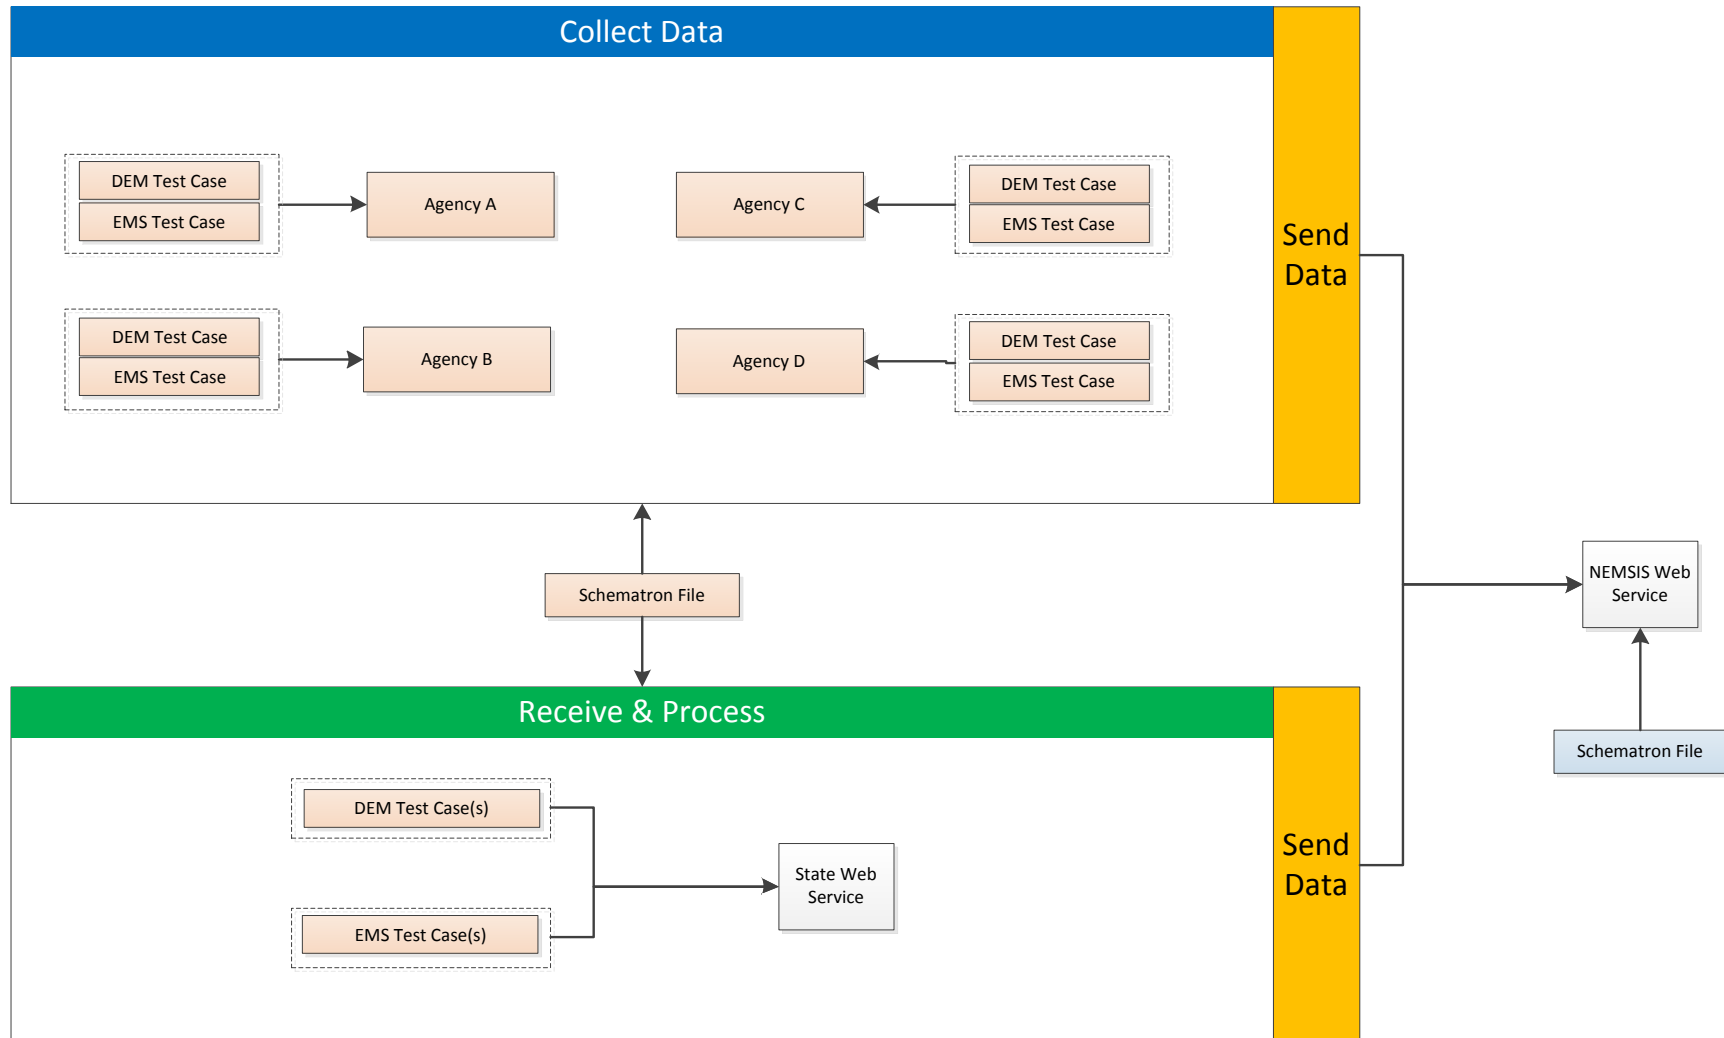 Collect Data
Send
Data
DEM Test Case
EMS Test Case
Agency A
Agency C
DEM Test Case
EMS Test Case
DEM Test Case
EMS Test Case
Agency B
Agency D
DEM Test Case
EMS Test Case
Schematron File
NEMSIS Web
Service
Schematron File
Receive & Process
Send
Data
DEM Test Case(s)
EMS Test Case(s)
State Web
Service